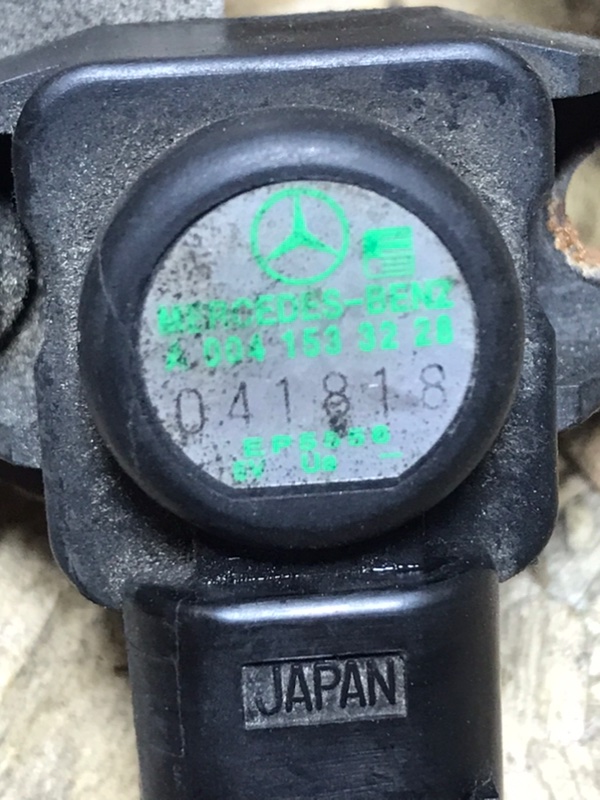 MERCEDES-BENZ
A 004 153 32 28
041818
5V
JAPAN